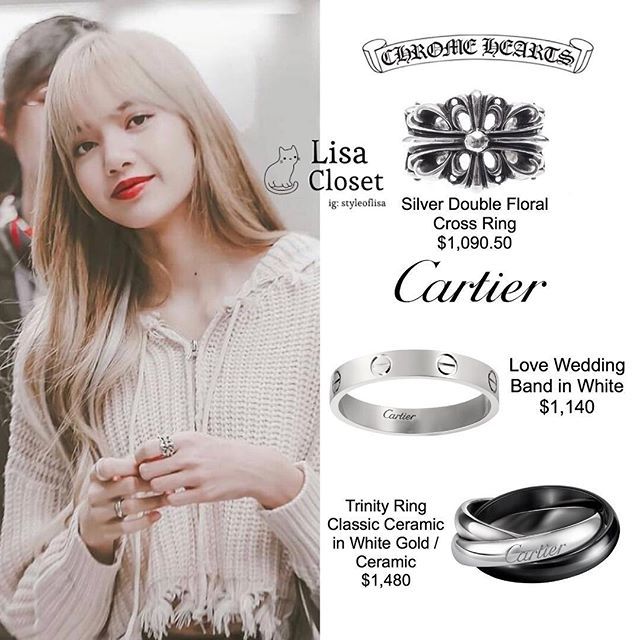 CHROME HEARTS
Lisa
Closet
ig: styleoflisa
Silver Double Floral
Cross Ring
$1,090.50
Cartier
Love Wedding
Band in White
$1,140
Cartier
Trinity Ring
Classic Ceramic
in White Gold /
Ceramic
$1,480
Cartier